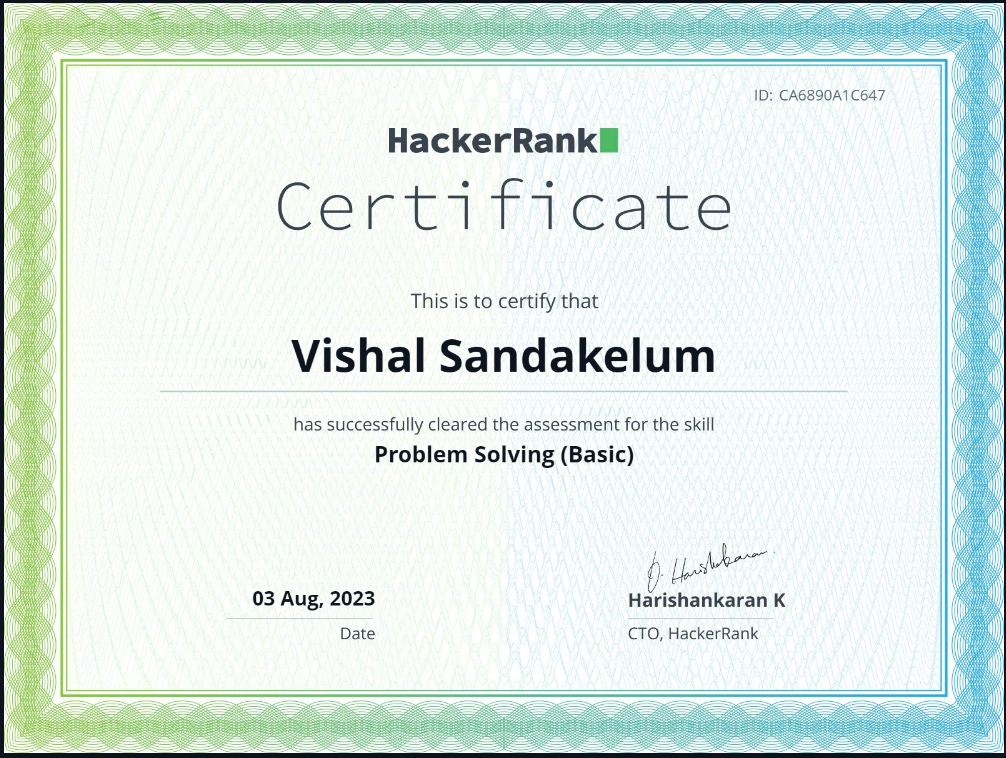 ID: CA6890A1C647
HackerRank
Certificate
This is to certify that
Vishal Sandakelum
has successfully cleared the assessment for the skill
Problem Solving (Basic)
03 Aug, 2023
Date
D. Harishankaran
Harishankaran K
CTO, HackerRank